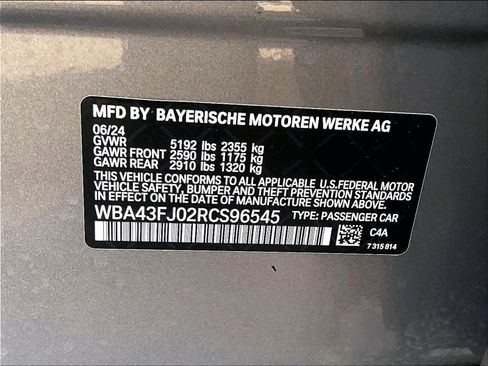 MFD BY BAYERISCHE MOTOREN WERKE AG
06/24
GVWR 5192 lbs 2355 kg
GAWR FRONT 2590 lbs 1175 kg
GAWR REAR 2910 lbs 1320 kg
THIS VEHICLE CONFORMS TO ALL APPLICABLE U.S.FEDERAL MOTOR
VEHICLE SAFETY, BUMPER AND THEFT PREVENTION STANDARDS
IN EFFECT ON THE DATE OF MANUFACTURE SHOWN ABOVE.
WBA43FJ02RCS96545 TYPE: PASSENGER CAR
C4A
7 315 814